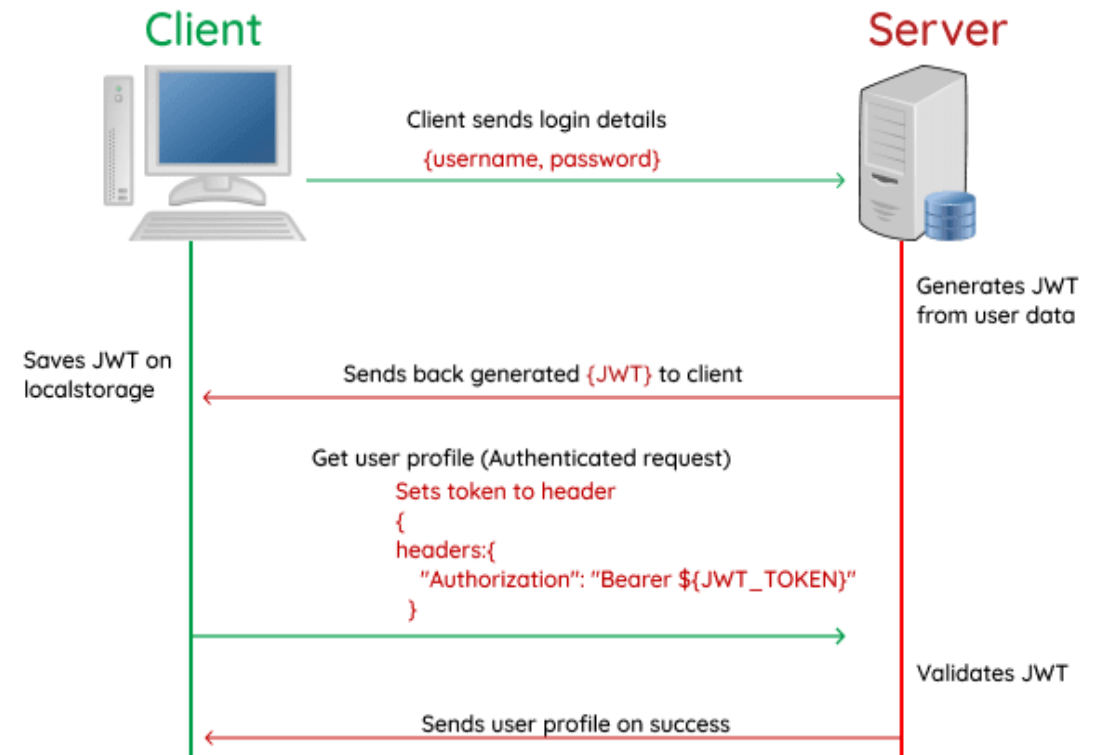 Client
Server
Client sends login details
{username, password}
Generates JWT
from user data
Saves JWT on
localstorage
Sends back generated {JWT} to client
Get user profile (Authenticated request)
Sets token to header
{
headers:{
"Authorization": "Bearer ${JWT_TOKEN}"
}
Validates JWT
Sends user profile on success